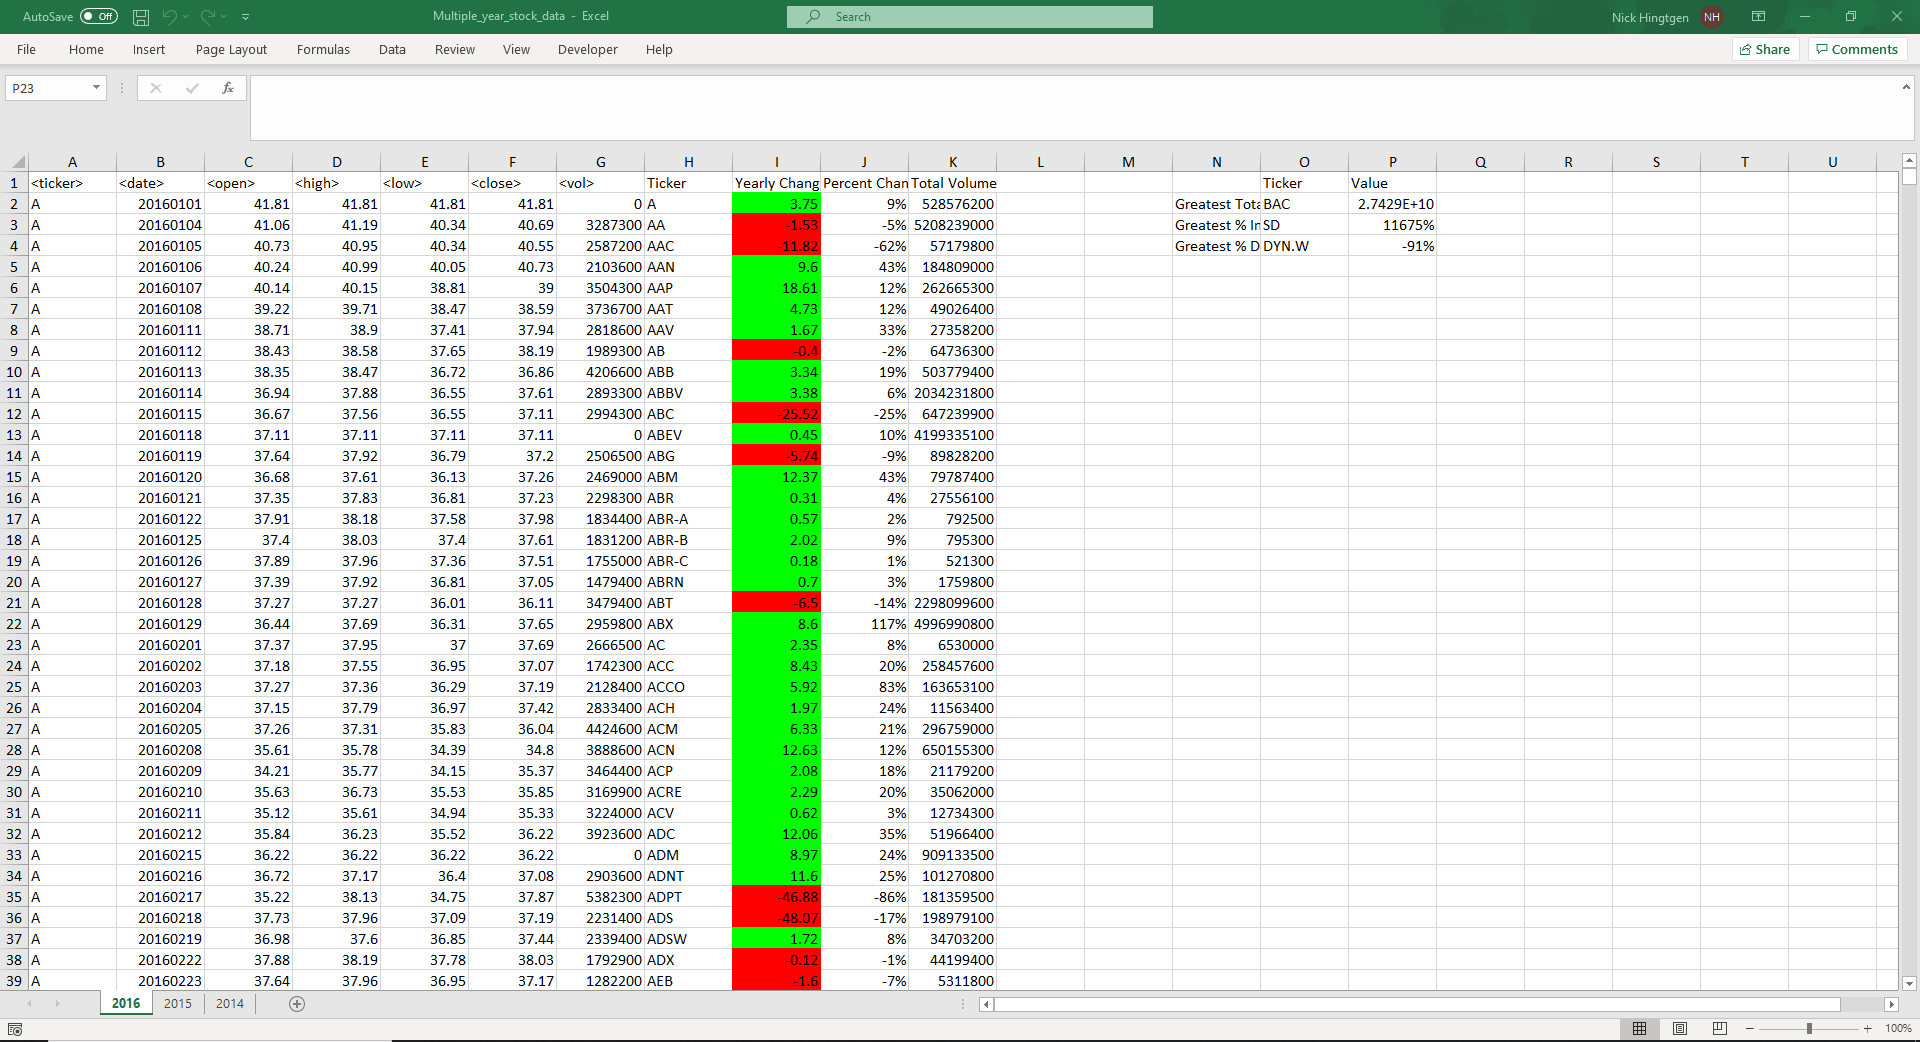 AutoSave Off Multiple_year_stock_data - Excel Search Nick Hingtgen NH
File Home Insert Page Layout Formulas Data Review View Developer Help Share Comments
P23 fx
A B C D E F G H I J K L M N O P Q R S T U
1 <ticker> <date> <open> <high> <low> <close> <vol> Ticker Yearly Chang Percent Chan Total Volume Ticker Value
2 A 20160101 41.81 41.81 41.81 41.81 0 A 3.75 9% 528576200 Greatest Tota BAC 2.7429E+10
3 A 20160104 41.06 41.19 40.34 40.69 3287300 AA -1.53 -5% 5208239000 Greatest % In SD 11675%
4 A 20160105 40.73 40.95 40.34 40.55 2587200 AAC -11.82 -62% 57179800 Greatest % D DYN.W -91%
5 A 20160106 40.24 40.99 40.05 40.73 2103600 AAN 9.6 43% 184809000
6 A 20160107 40.14 40.15 38.81 39 3504300 AAP 18.61 12% 262665300
7 A 20160108 39.22 39.71 38.47 38.59 3736700 AAT 4.73 12% 49026400
8 A 20160111 38.71 38.9 37.41 37.94 2818600 AAV 1.67 33% 27358200
9 A 20160112 38.43 38.58 37.65 38.19 1989300 AB -0.4 -2% 64736300
10 A 20160113 38.35 38.47 36.72 36.86 4206600 ABB 3.34 19% 503779400
11 A 20160114 36.94 37.88 36.55 37.61 2893300 ABBV 3.38 6% 2034231800
12 A 20160115 36.67 37.56 36.55 37.11 2994300 ABC -25.52 -25% 647239900
13 A 20160118 37.11 37.11 37.11 37.11 0 ABEV 0.45 10% 4199335100
14 A 20160119 37.64 37.92 36.79 37.2 2506500 ABG -5.74 -9% 89828200
15 A 20160120 36.68 37.61 36.13 37.26 2469000 ABM 12.37 43% 79787400
16 A 20160121 37.35 37.83 36.81 37.23 2298300 ABR 0.31 4% 27556100
17 A 20160122 37.91 38.18 37.58 37.98 1834400 ABR-A 0.57 2% 792500
18 A 20160125 37.4 38.03 37.4 37.61 1831200 ABR-B 2.02 9% 795300
19 A 20160126 37.89 37.96 37.36 37.51 1755000 ABR-C 0.18 1% 521300
20 A 20160127 37.39 37.92 36.81 37.05 1479400 ABRN 0.7 3% 1759800
21 A 20160128 37.27 37.27 36.01 36.11 3479400 ABT -6.5 -14% 2298099600
22 A 20160129 36.44 37.69 36.31 37.65 2959800 ABX 8.6 117% 4996990800
23 A 20160201 37.37 37.95 37 37.69 2666500 AC 2.35 8% 6530000
24 A 20160202 37.18 37.55 36.95 37.07 1742300 ACC 8.43 20% 258457600
25 A 20160203 37.27 37.36 36.29 37.19 2128400 ACCO 5.92 83% 163653100
26 A 20160204 37.15 37.79 36.97 37.42 2833400 ACH 1.97 24% 11563400
27 A 20160205 37.26 37.31 35.83 36.04 4424600 ACM 6.33 21% 296759000
28 A 20160208 35.61 35.78 34.39 34.8 3888600 ACN 12.63 12% 650155300
29 A 20160209 34.21 35.77 34.15 35.37 3464400 ACP 2.08 18% 21179200
30 A 20160210 35.63 36.73 35.53 35.85 3169900 ACRE 2.29 20% 35062000
31 A 20160211 35.12 35.61 34.94 35.33 3224000 ACV 0.62 3% 12734300
32 A 20160212 35.84 36.23 35.52 36.22 3923600 ADC 12.06 35% 51966400
33 A 20160215 36.22 36.22 36.22 36.22 0 ADM 8.97 24% 909133500
34 A 20160216 36.72 37.17 36.4 37.08 2903600 ADNT 11.6 25% 101270800
35 A 20160217 35.22 38.13 34.75 37.87 5382300 ADPT -46.88 -86% 181359500
36 A 20160218 37.73 37.96 37.09 37.19 2231400 ADS -48.07 -17% 198979100
37 A 20160219 36.98 37.6 36.85 37.44 2339400 ADSW 1.72 8% 34703200
38 A 20160222 37.88 38.19 37.78 38.03 1792900 ADX -0.12 -1% 44199400
39 A 20160223 37.64 37.96 36.95 37.17 1282200 AEB -1.6 -7% 5311800
2016 2015 2014
100%